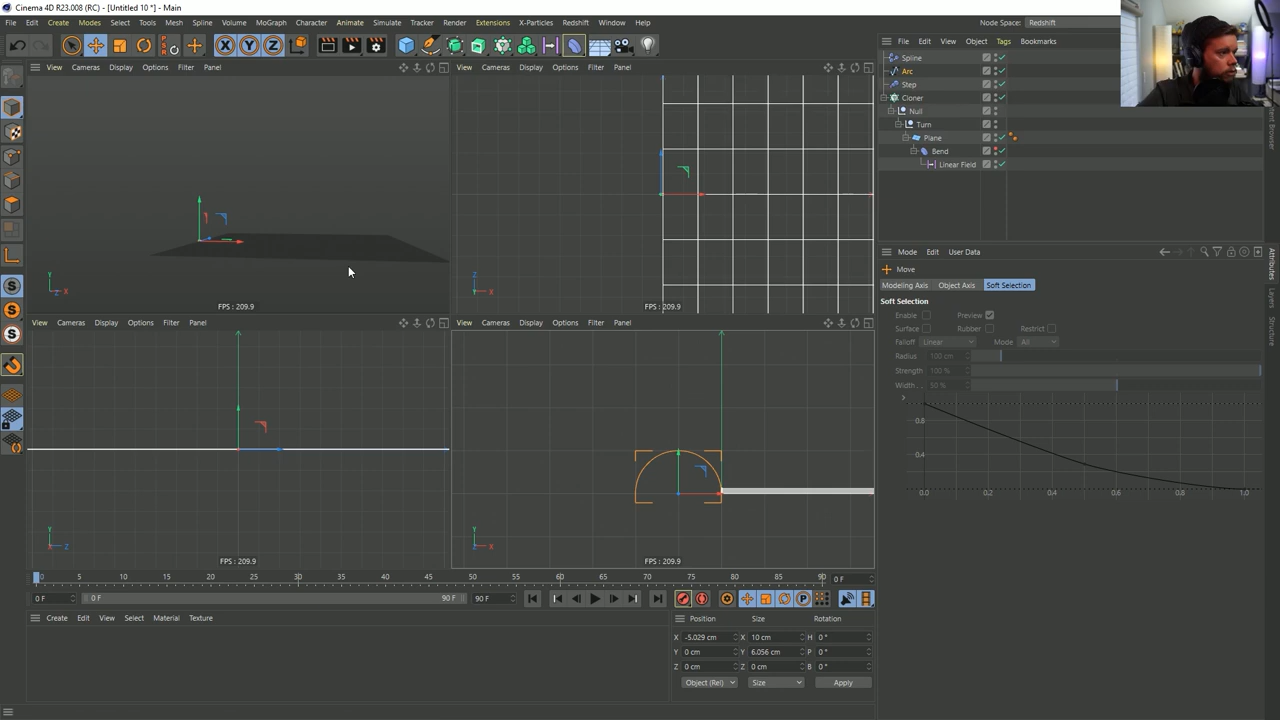 Cinema 4D R23.008 (RC) - [Untitled 10 *] - Main
File Edit Create Modes Select Tools Mesh Spline Volume MoGraph Character Animate Simulate Tracker Render Extensions X-Particles Redshift Window Help Node Space: Redshift
X Y Z
File Edit View Object Tags Bookmarks
View Cameras Display Options Filter Panel
View Cameras Display Options Filter Panel
Spline
Arc
Step
Cloner
Null
Turn
Plane
Bend
Linear Field
Y
X
Z
Z
X
FPS : 209.9
FPS : 209.9
Mode Edit User Data
Move
Modeling Axis Object Axis Soft Selection
Soft Selection
Enable Preview
Surface Rubber Restrict
Falloff Linear Mode All
Radius 100 cm
Strength 100 %
Width . . 50 %
0.8
0.4
0.0 0.2 0.4 0.6 0.8 1.0
Attributes
Layers
Structure
View Cameras Display Options Filter Panel
View Cameras Display Options Filter Panel
Y
Z
Y
X
FPS : 209.9
FPS : 209.9
0 5 10 15 20 25 30 35 40 45 50 55 60 65 70 75 80 85 90 0 F
0 F 0 F 90 F 90 F
Create Edit View Select Material Texture
Position Size Rotation
X -5.029 cm X 10 cm H 0 °
Y 0 cm Y 6.056 cm P 0 °
Z 0 cm Z 0 cm B 0 °
Object (Rel) Size Apply